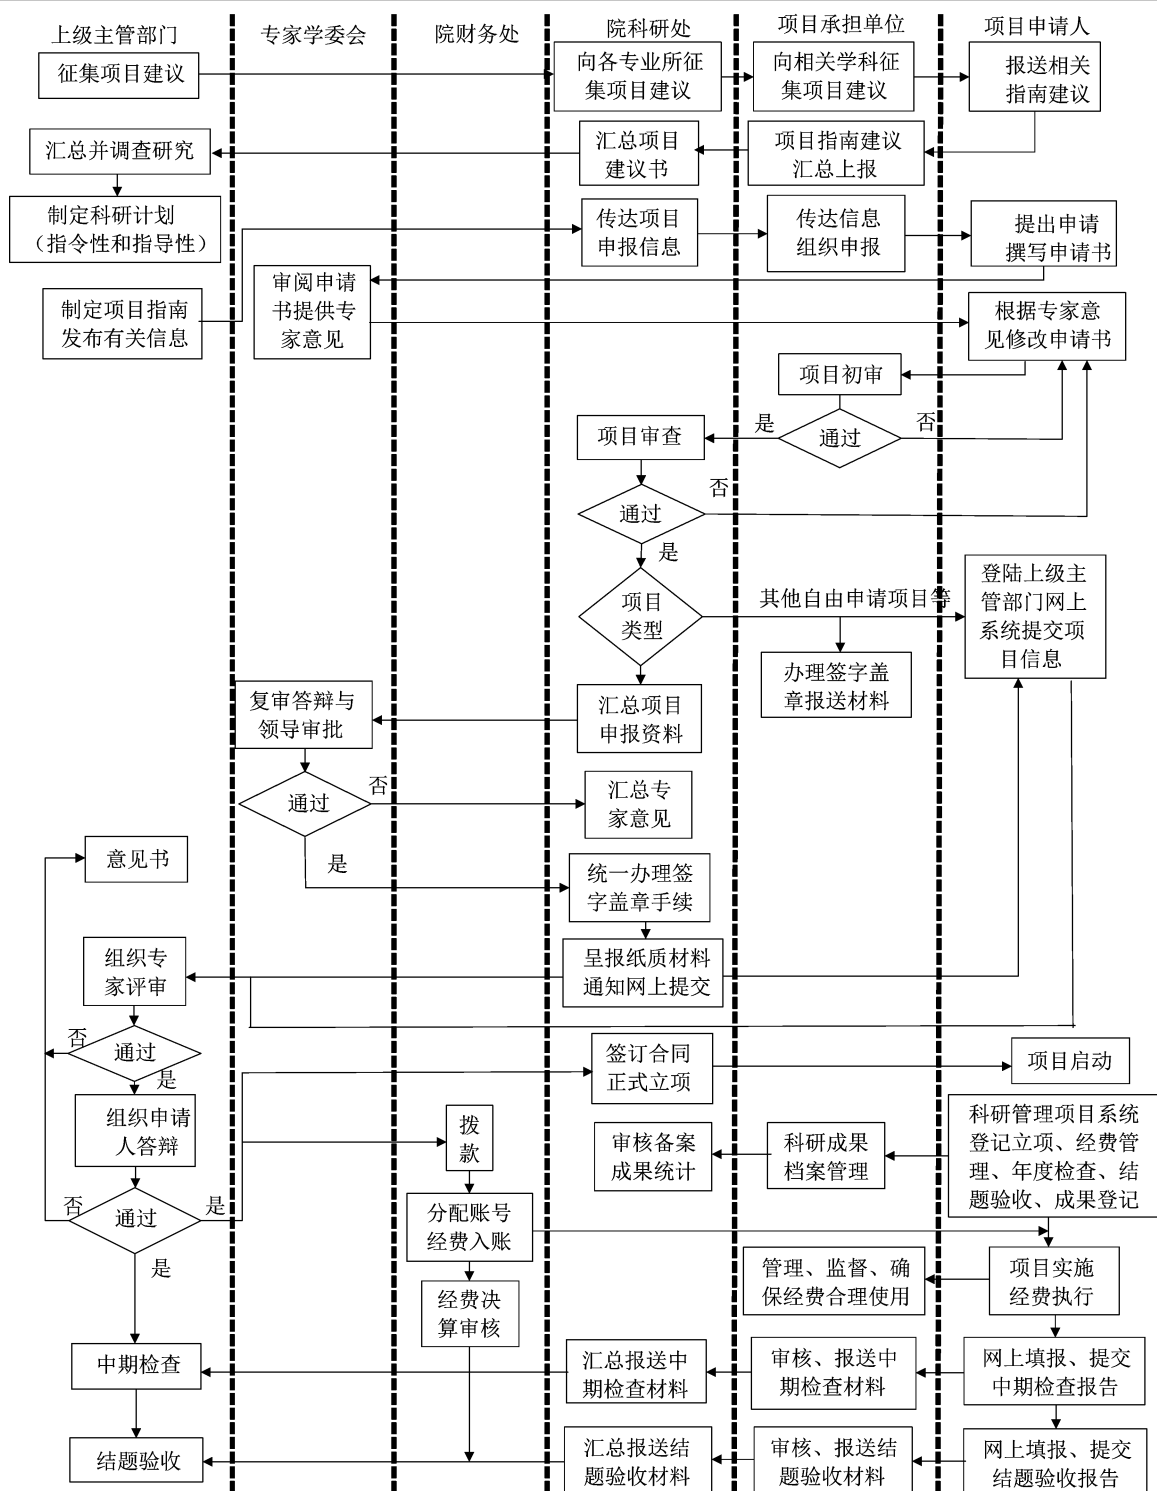 上级主管部门
专家学委会
院财务处
院科研处
项目承担单位
项目申请人
征集项目建议
向各专业所征
集项目建议
向相关学科征
集项目建议
报送相关
指南建议
汇总并调查研究
汇总项目
建议书
项目指南建议
汇总上报
制定科研计划
（指令性和指导性）
传达项目
申报信息
传达信息
组织申报
提出申请
撰写申请书
制定项目指南
发布有关信息
审阅申请
书提供专
家意见
根据专家意
见修改申请书
项目初审
通过
是
否
项目审查
通过
否
是
项目
类型
其他自由申请项目等
登陆上级主
管部门网上
系统提交项
目信息
办理签字盖
章报送材料
复审答辩与
领导审批
汇总项目
申报资料
通过
否
是
汇总专
家意见
意见书
统一办理签
字盖章手续
组织专
家评审
呈报纸质材料
通知网上提交
否
通过
是
签订合同
正式立项
项目启动
组织申请
人答辩
拨
款
审核备案
成果统计
科研成果
档案管理
科研管理项目系统
登记立项、经费管
理、年度检查、结
题验收、成果登记
否
通过
是
是
分配账号
经费入账
管理、监督、确
保经费合理使用
项目实施
经费执行
经费决
算审核
中期检查
汇总报送中
期检查材料
审核、报送中
期检查材料
网上填报、提交
中期检查报告
结题验收
汇总报送结
题验收材料
审核、报送结
题验收材料
网上填报、提交
结题验收报告